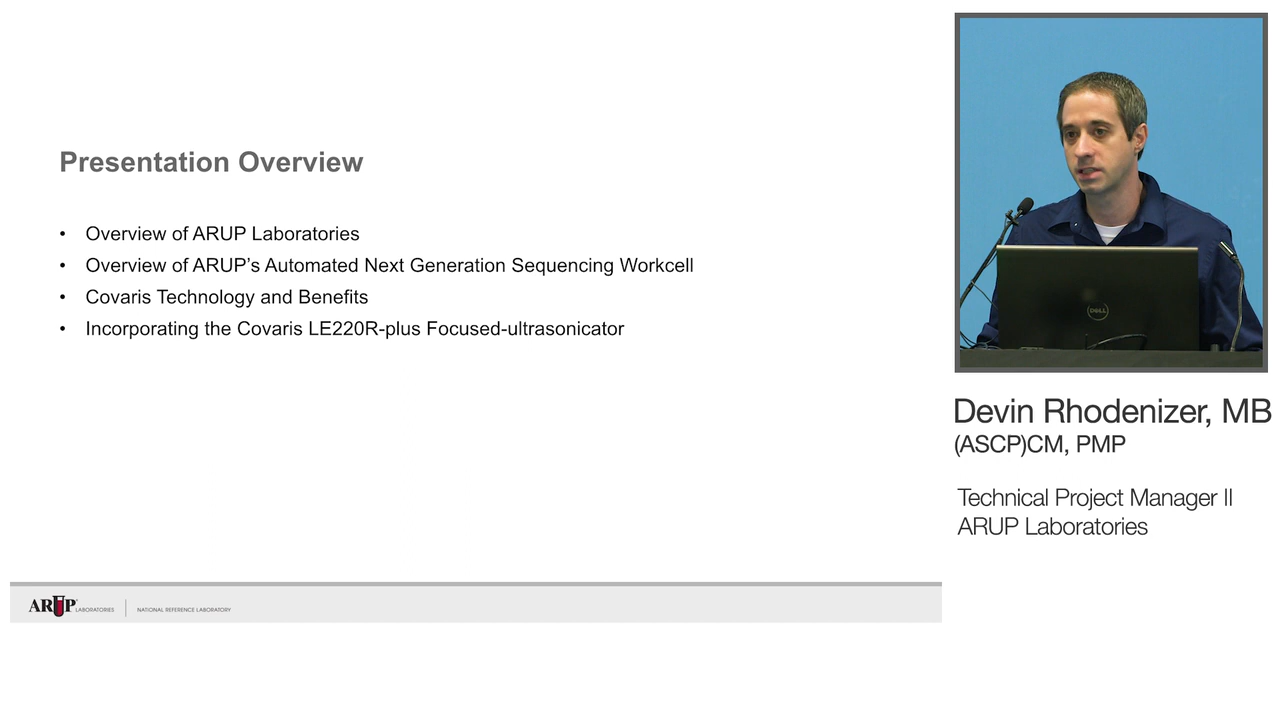 Presentation Overview
• Overview of ARUP Laboratories
• Overview of ARUP's Automated Next Generation Sequencing Workcell
• Covaris Technology and Benefits
• Incorporating the Covaris LE220R-plus Focused-ultrasonicator
DELL
Devin Rhodenizer, MB
(ASCP)CM, PMP
Technical Project Manager II
ARUP Laboratories
ARUP LABORATORIES | NATIONAL REFERENCE LABORATORY